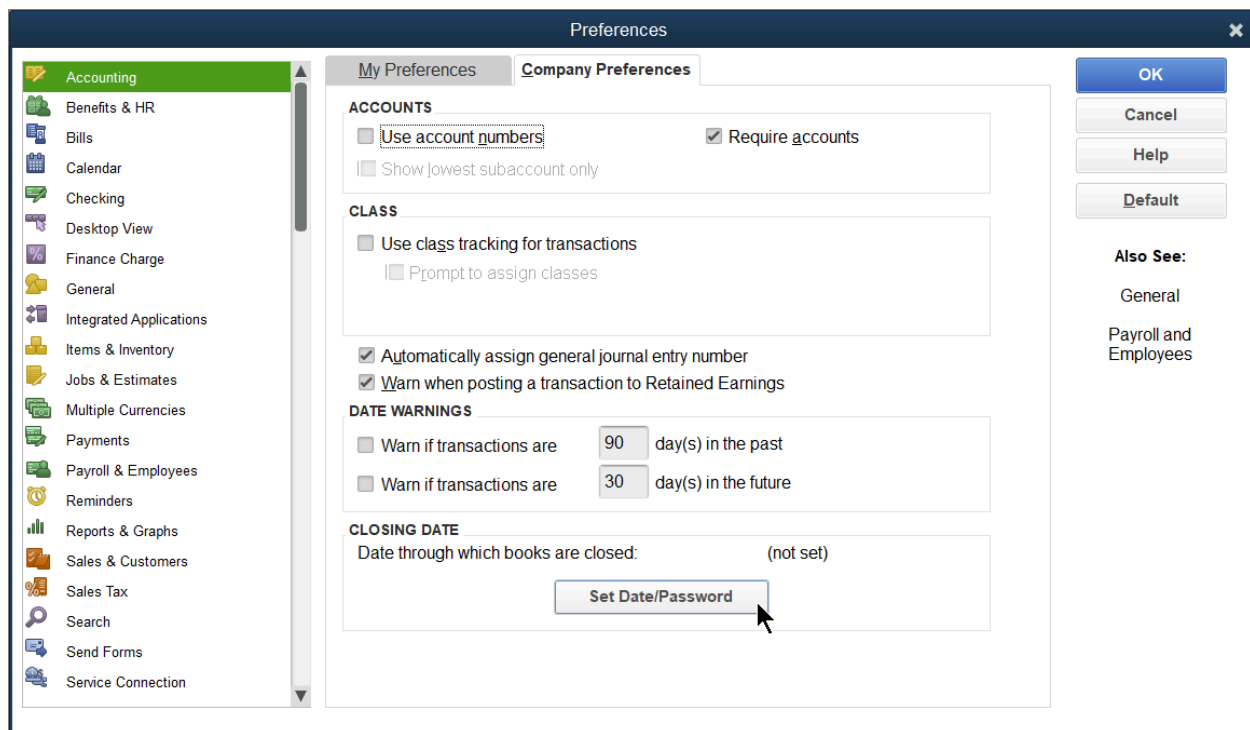 Preferences
Accounting
Benefits & HR
Bills
Calendar
Checking
Desktop View
Finance Charge
General
Integrated Applications
Items & Inventory
Jobs & Estimates
Multiple Currencies
Payments
Payroll & Employees
Reminders
Reports & Graphs
Sales & Customers
Sales Tax
Search
Send Forms
Service Connection
My Preferences
Company Preferences
ACCOUNTS
Use account numbers
Require accounts
Show lowest subaccount only
CLASS
Use class tracking for transactions
Prompt to assign classes
Automatically assign general journal entry number
Warn when posting a transaction to Retained Earnings
DATE WARNINGS
Warn if transactions are 90 day(s) in the past
Warn if transactions are 30 day(s) in the future
CLOSING DATE
Date through which books are closed: (not set)
Set Date/Password
OK
Cancel
Help
Default
Also See:
General
Payroll and
Employees